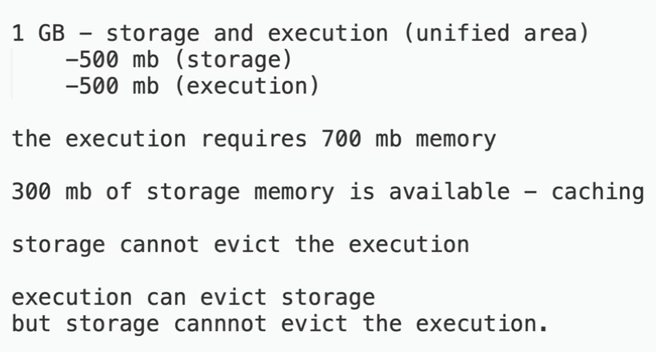 1 GB - storage and execution (unified area)
-500 mb (storage)
-500 mb (execution)
the execution requires 700 mb memory
300 mb of storage memory is available - caching
storage cannot evict the execution
execution can evict storage
but storage cannnot evict the execution.